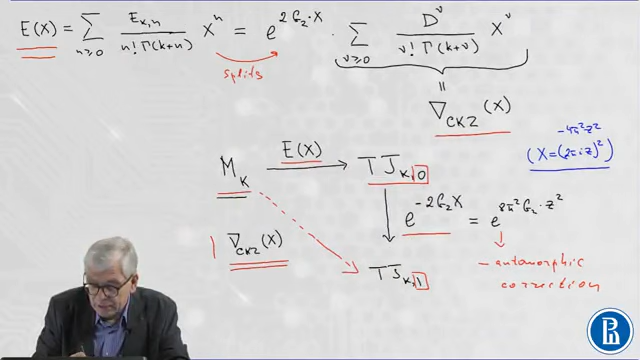 E(X) = ∑_{n≥0} E_{k,n} / (n! Γ(k+n)) X^n = e^{2G_2·X} · ∑_{ν≥0} D^ν / (ν! Γ(k+ν)) X^ν
splits
=
∇_{CKZ}(X)
-4π²z²
(X=(2πiz)²)
M_k
E(X)
TJ_{k,0}
e^{-2G_2X} = e^{8π²G_2·z²}
∇_{CKZ}(X)
- automorphic
correction
TJ_{k,1}